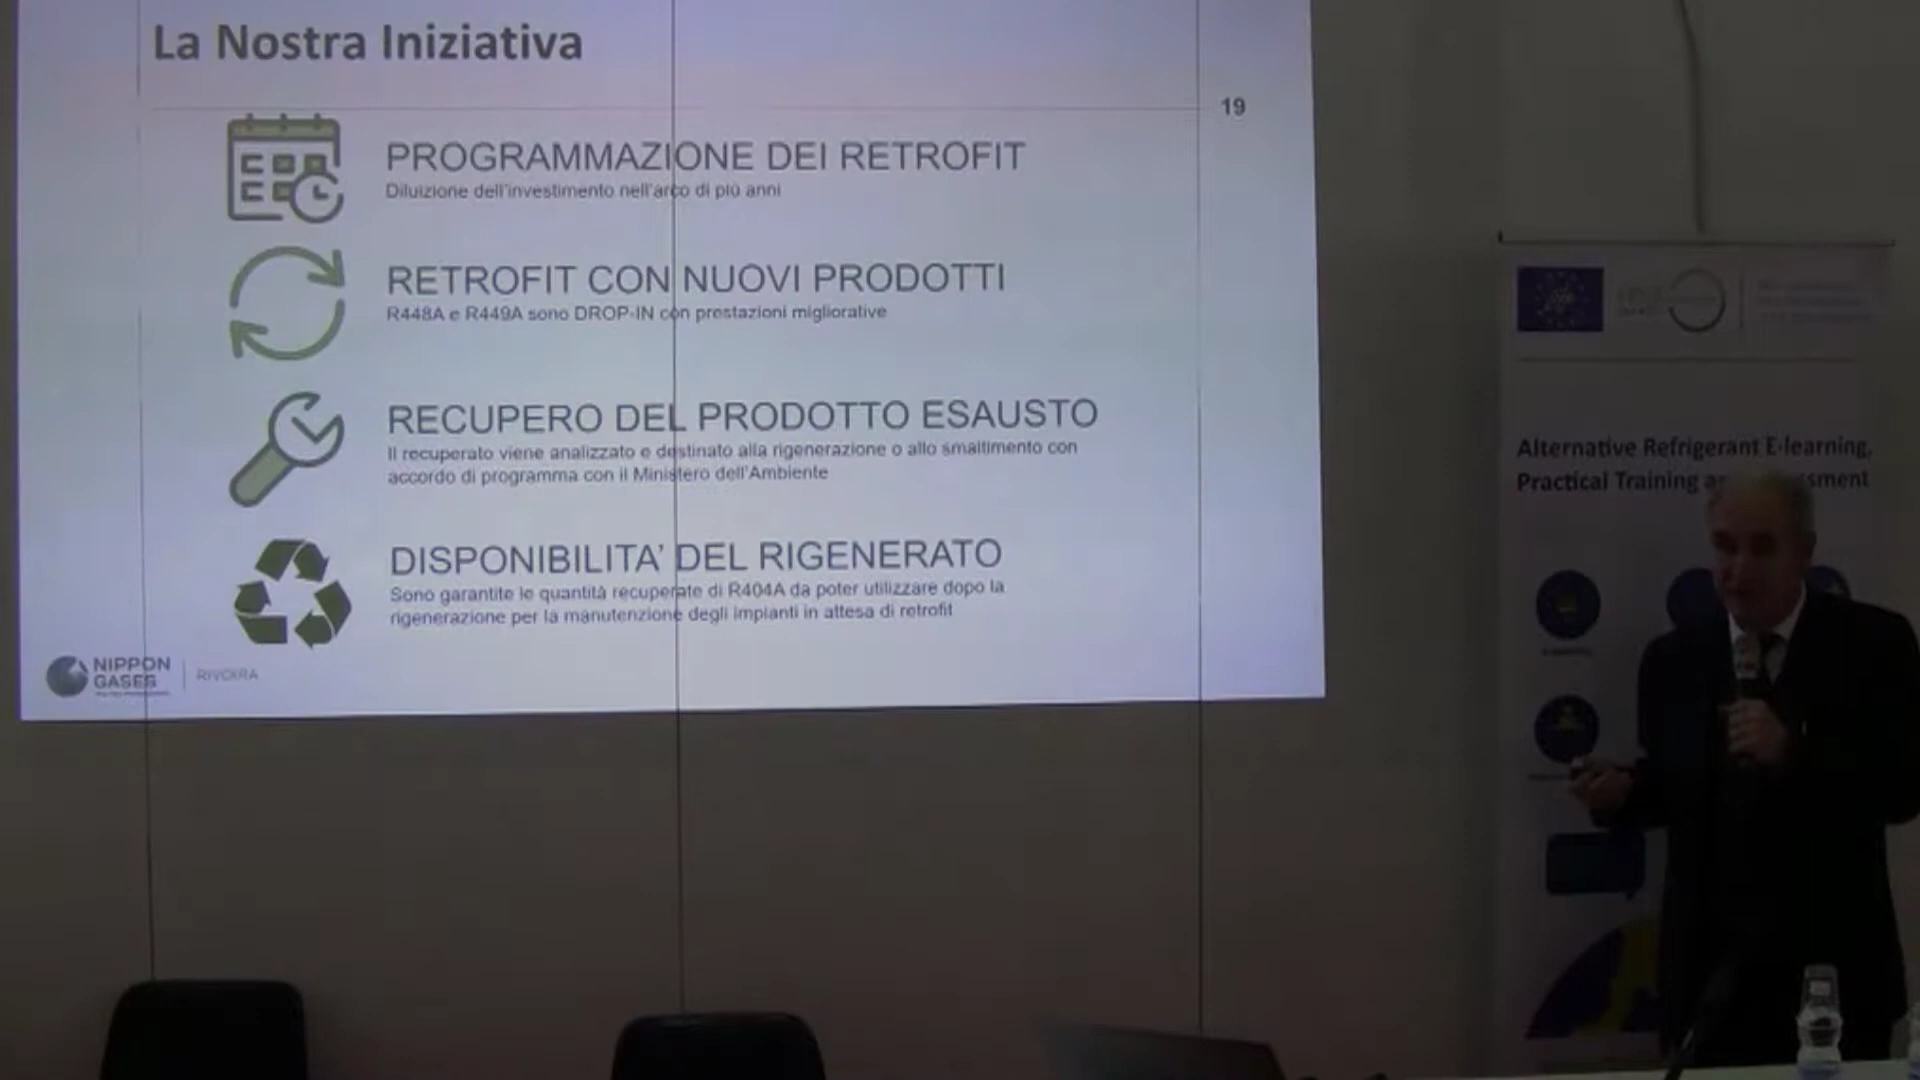 La Nostra Iniziativa
19
PROGRAMMAZIONE DEI RETROFIT
Diluizione dell'investimento nell'arco di più anni
RETROFIT CON NUOVI PRODOTTI
R448A e R449A sono DROP-IN con prestazioni migliorative
RECUPERO DEL PRODOTTO ESAUSTO
Il recuperato viene analizzato e destinato alla rigenerazione o allo smaltimento con
accordo di programma con il Ministero dell'Ambiente
DISPONIBILITA' DEL RIGENERATO
Sono garantite le quantità recuperate di R404A da poter utilizzare dopo la
rigenerazione per la manutenzione degli impianti in attesa di retrofit
NIPPON
GASES
RIVOIRA
Alternative Refrigerant E-learning,
Practical Training